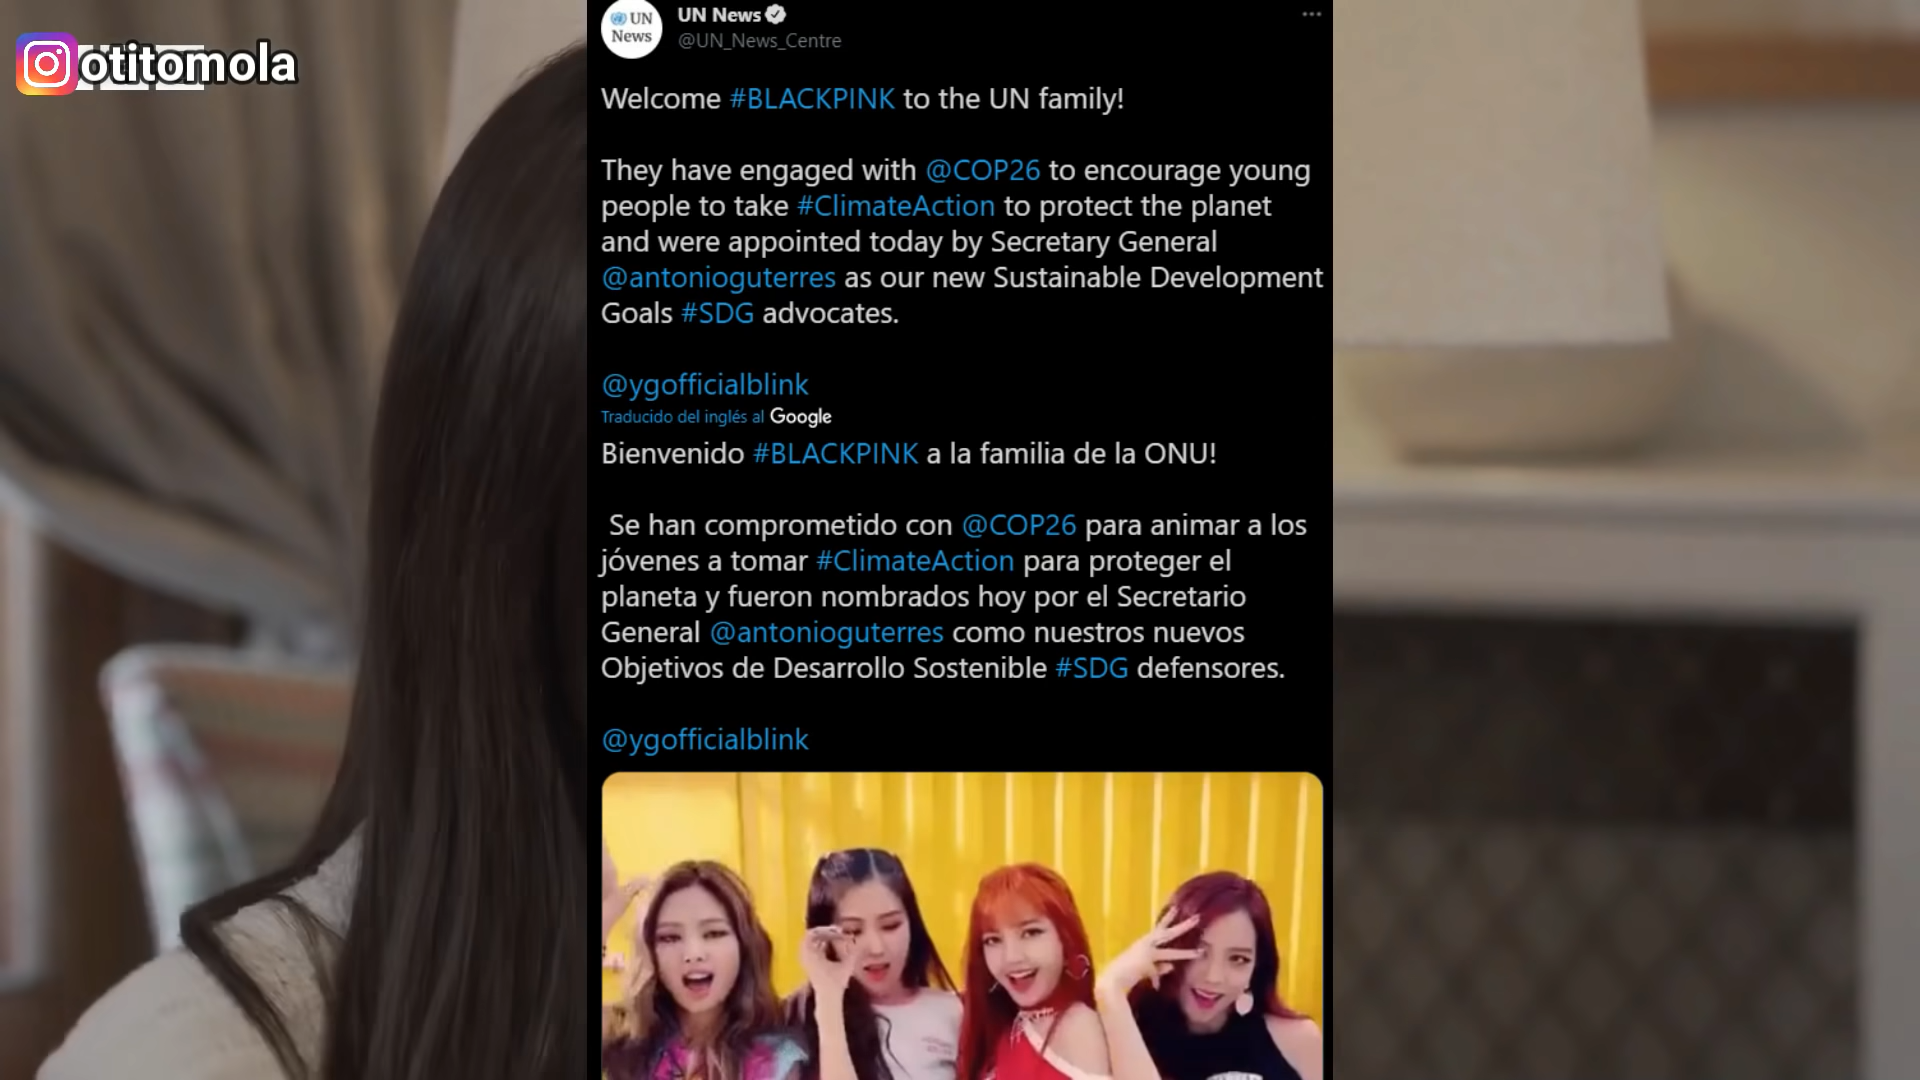 otitomola
UN News
UN
News
@UN_News_Centre
Welcome #BLACKPINK to the UN family!
They have engaged with @COP26 to encourage young
people to take #ClimateAction to protect the planet
and were appointed today by Secretary General
@antonioguterres as our new Sustainable Development
Goals #SDG advocates.
@ygofficialblink
Traducido del inglés al Google
Bienvenido #BLACKPINK a la familia de la ONU!
Se han comprometido con @COP26 para animar a los
jóvenes a tomar #ClimateAction para proteger el
planeta y fueron nombrados hoy por el Secretario
General @antonioguterres como nuestros nuevos
Objetivos de Desarrollo Sostenible #SDG defensores.
@ygofficialblink